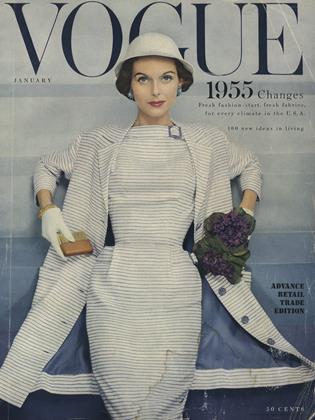 VOGUE
JANUARY
1955 Changes
Fresh fashion-start, fresh fabrics,
for every climate in the U.S.A.
100 new ideas in living
ADVANCE
RETAIL
TRADE
EDITION
50 CENTS